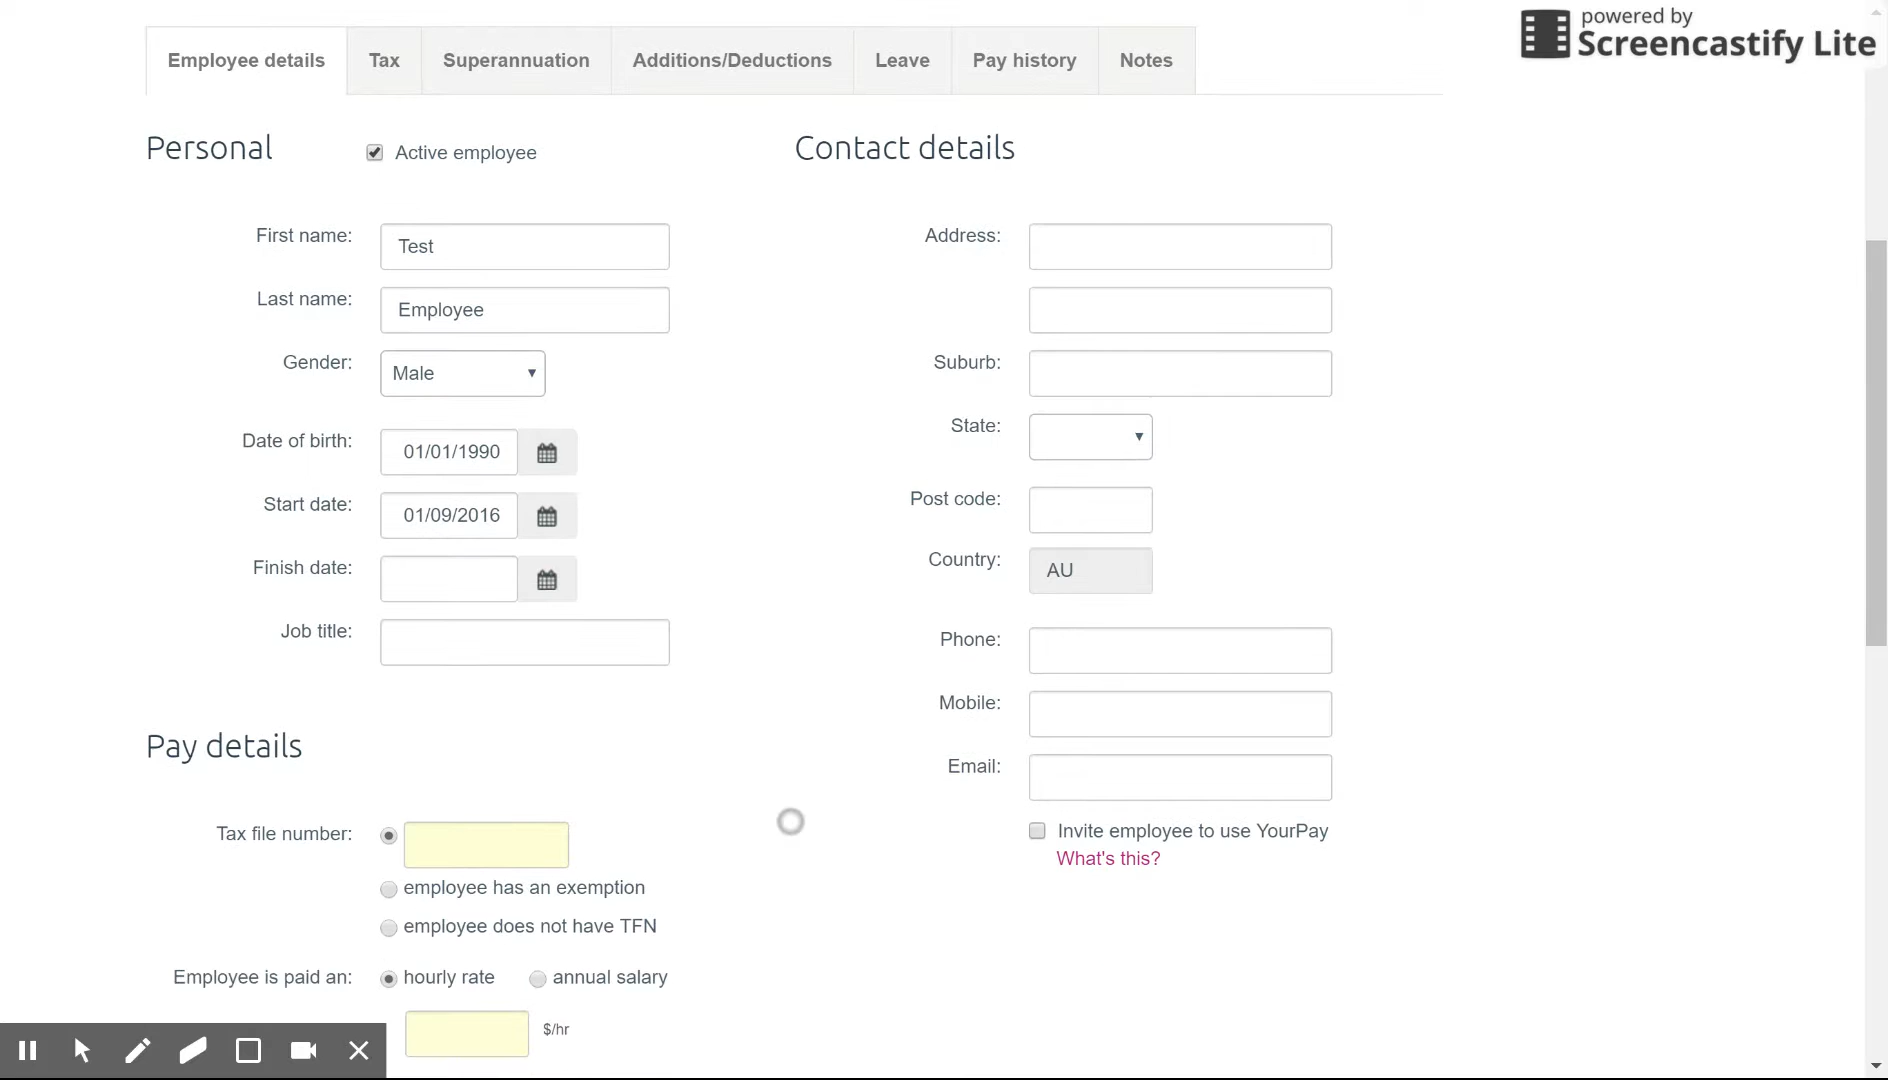 powered by
Screencastify Lite
Employee details Tax Superannuation Additions/Deductions Leave Pay history Notes
Personal
Active employee
First name: Test
Last name: Employee
Gender: Male
Date of birth: 01/01/1990
Start date: 01/09/2016
Finish date:
Job title:
Contact details
Address:
Suburb:
State:
Post code:
Country: AU
Phone:
Mobile:
Email:
Invite employee to use YourPay
What's this?
Pay details
Tax file number:
employee has an exemption
employee does not have TFN
Employee is paid an: hourly rate annual salary
$/hr